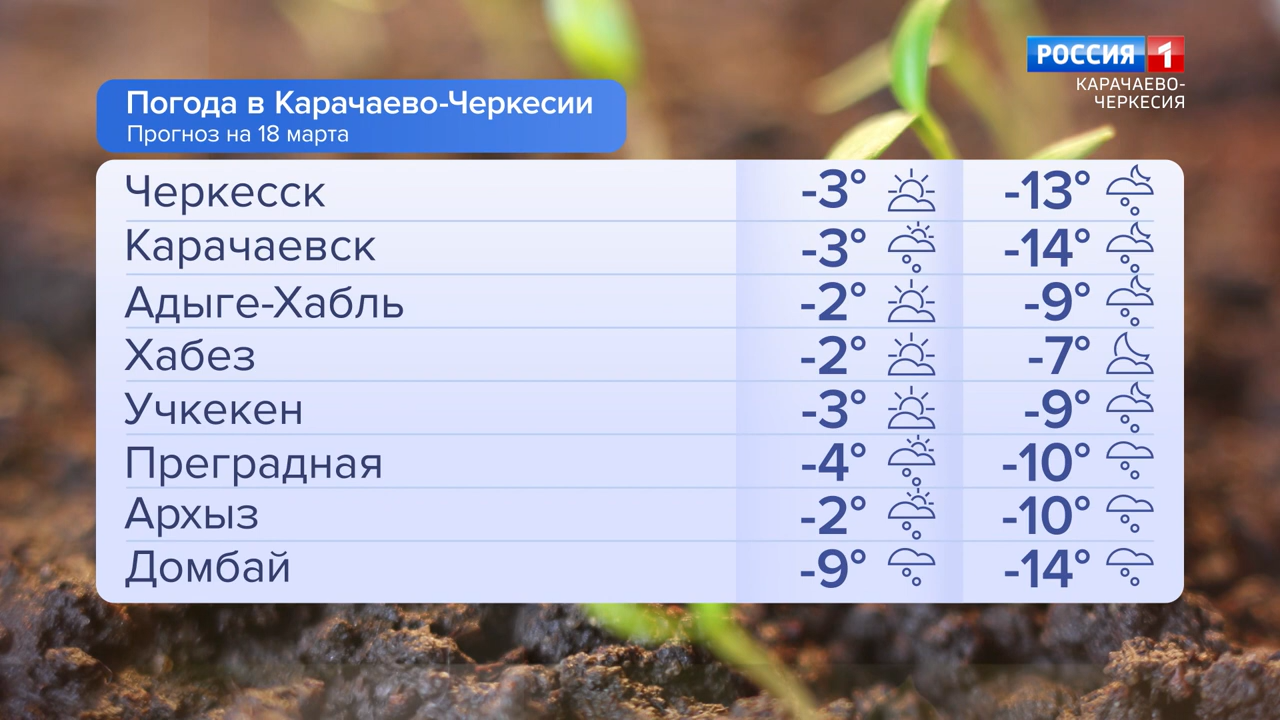 РОССИЯ 1
КАРАЧАЕВО-
ЧЕРКЕСИЯ
Погода в Карачаево-Черкесии
Прогноз на 18 марта
Черкесск -3° -13°
Карачаевск -3° -14°
Адыге-Хабль -2° -9°
Хабез -2° -7°
Учкекен -3° -9°
Преградная -4° -10°
Архыз -2° -10°
Домбай -9° -14°